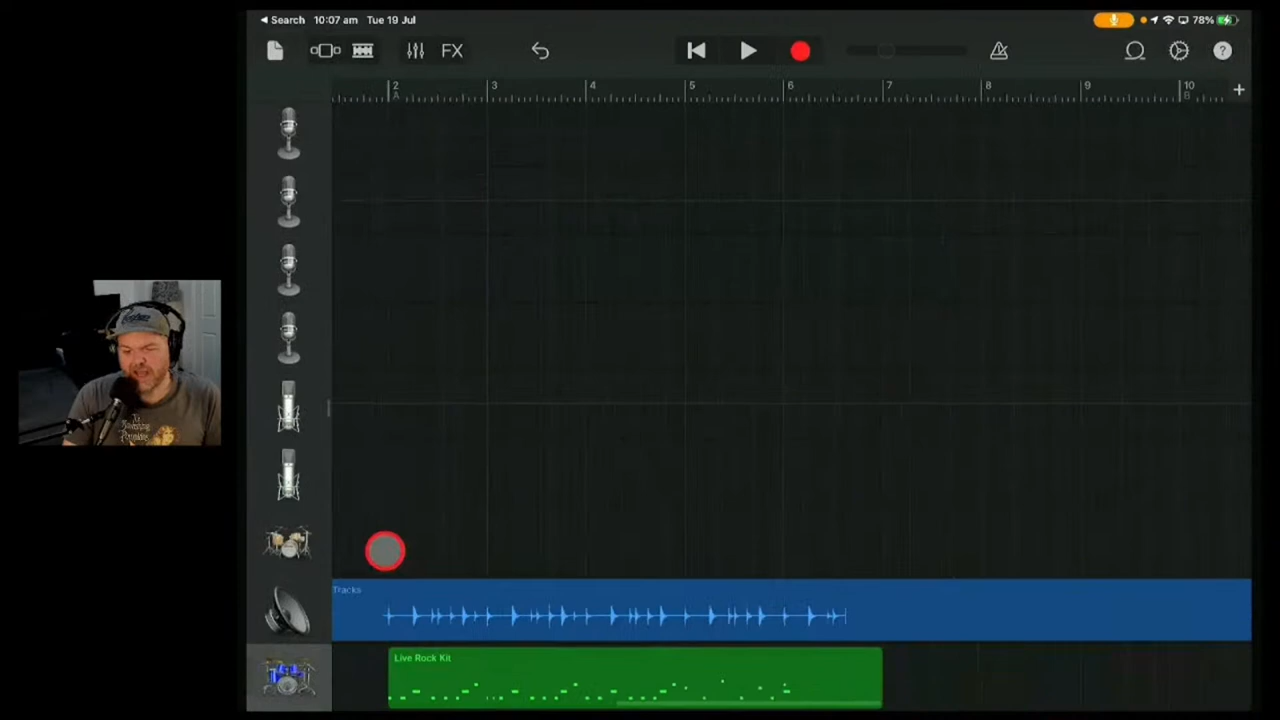 Search 10:07 am Tue 19 Jul 78%
FX ?
2 3 4 5 6 7 8 9 10 +
A B
Tracks
Live Rock Kit